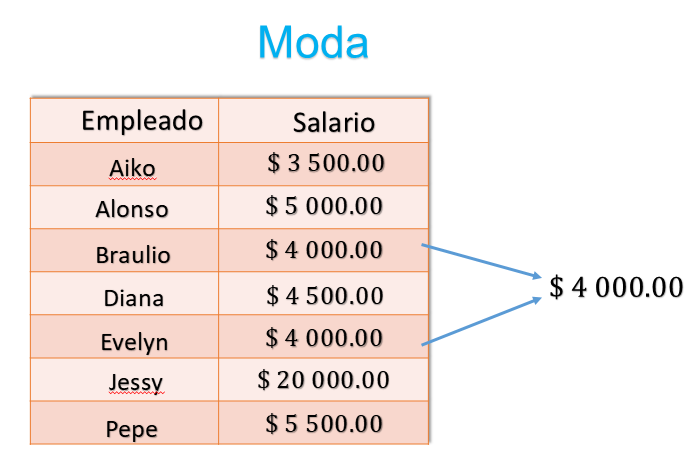 Moda
Empleado Salario
Aiko $ 3 500.00
Alonso $ 5 000.00
Braulio $ 4 000.00
Diana $ 4 500.00
$ 4 000.00
Evelyn $ 4 000.00
Jessy $ 20 000.00
Pepe $ 5 500.00